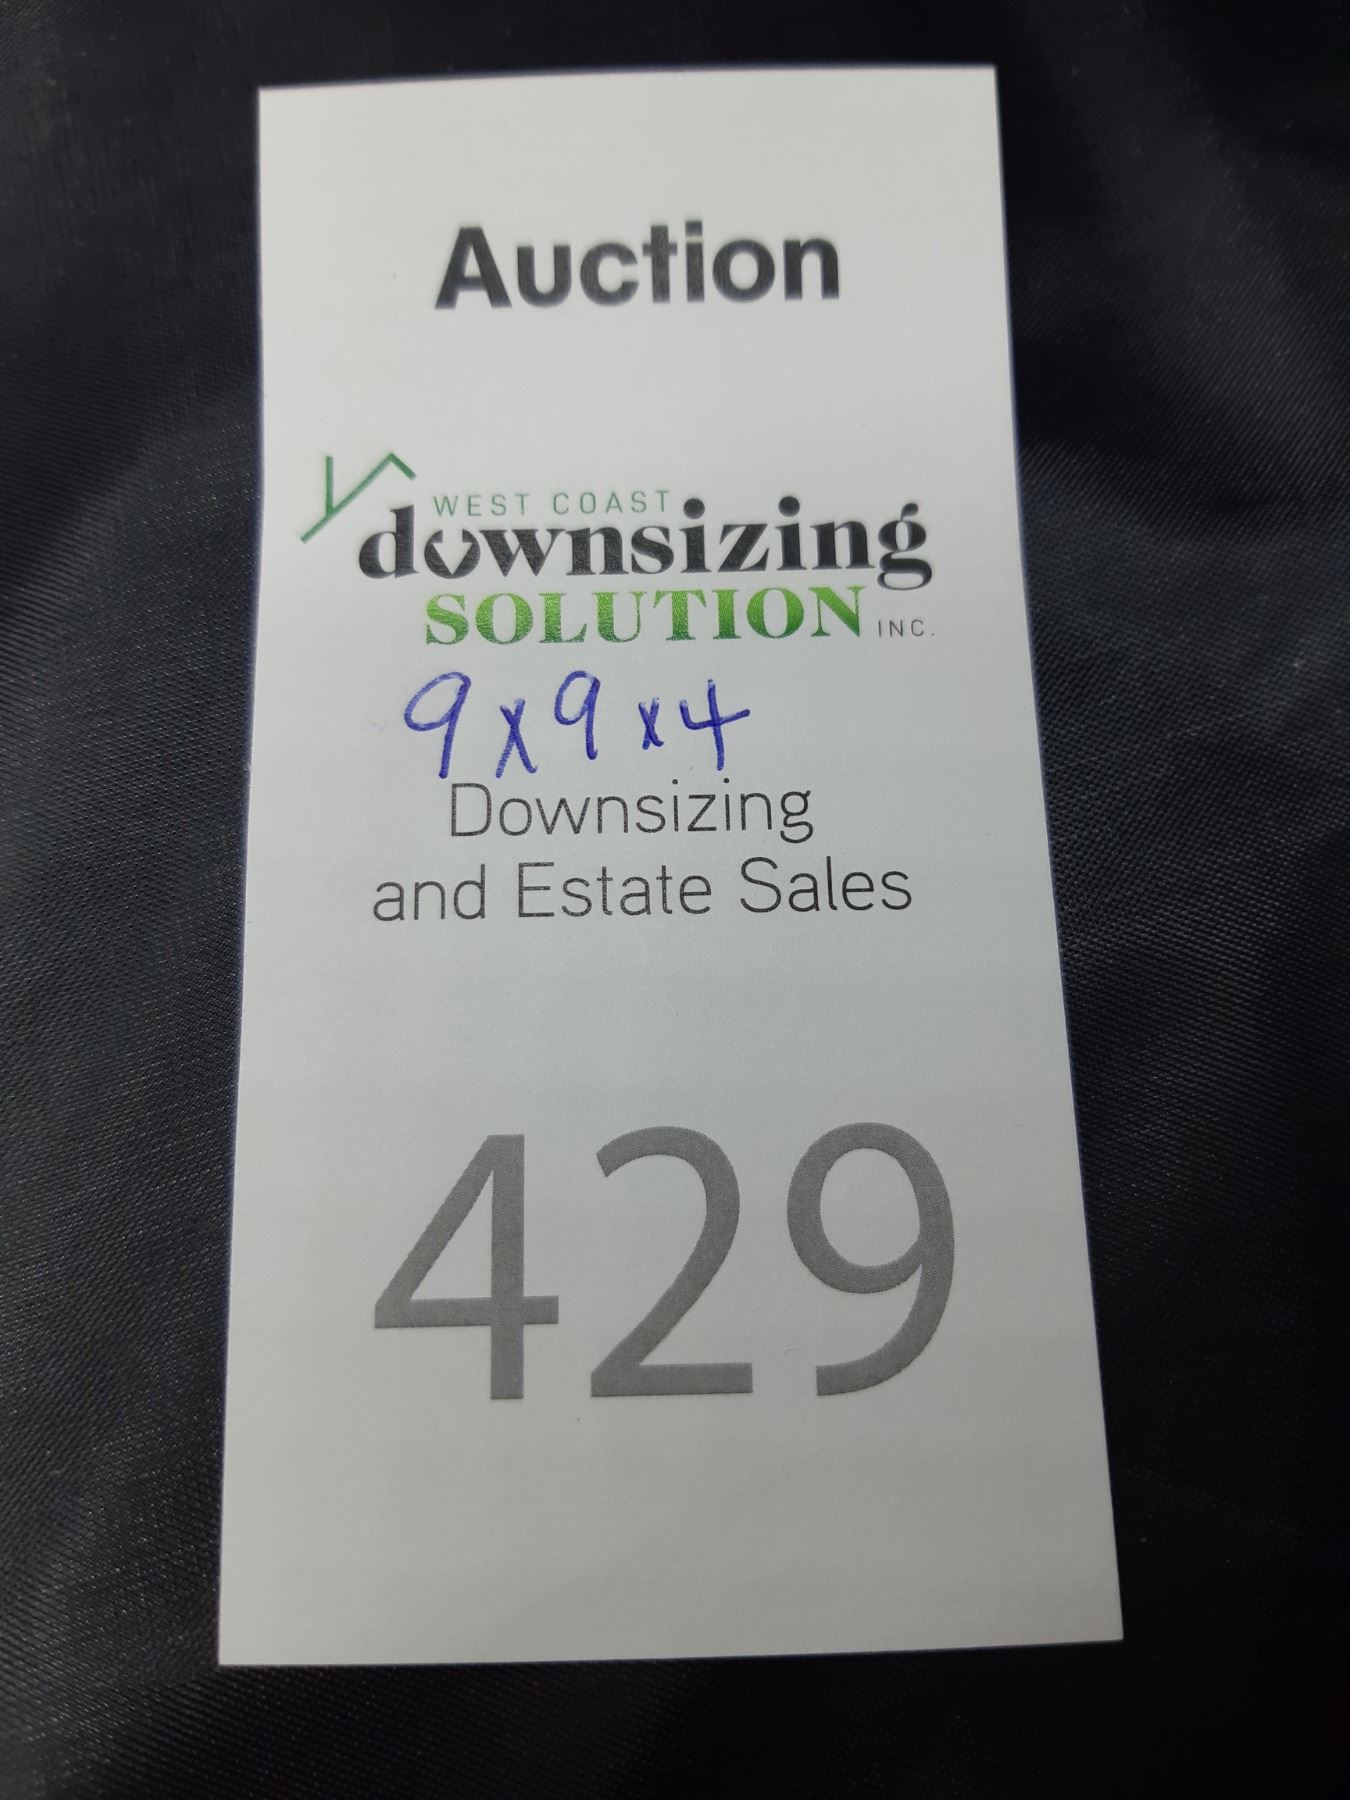 Auction
WEST COAST
downsizing
SOLUTION INC.
9x9x4
Downsizing
and Estate Sales
429